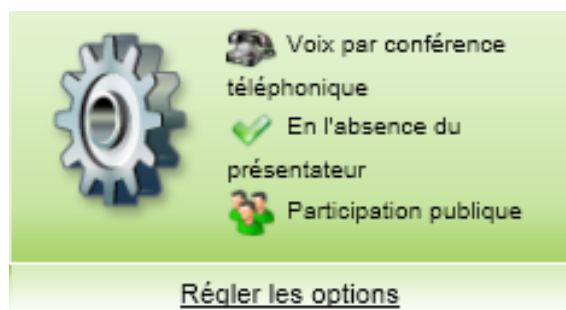 Voix par conférence
téléphonique
En l'absence du
présentateur
Participation publique
Régler les options